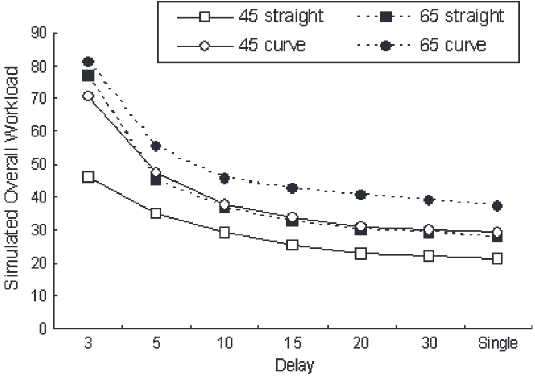 45 straight 65 straight
45 curve 65 curve
90
80
70
60
50
40
30
20
10
0
Simulated Overall Workload
3 5 10 15 20 30 Single
Delay